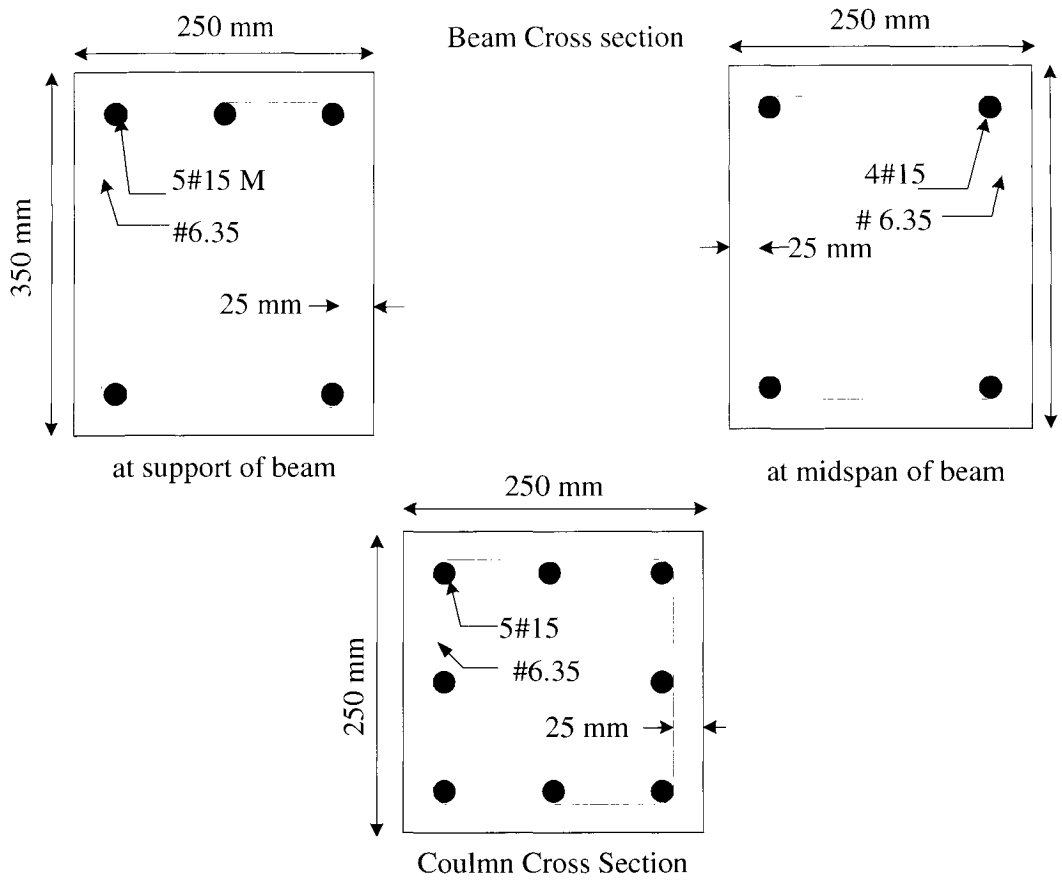 250 mm
Beam Cross section
250 mm
5#15 M
#6.35
350 mm
25 mm
4#15
# 6.35
25 mm
at support of beam
at midspan of beam
250 mm
5#15
#6.35
250 mm
25 mm
Coulmn Cross Section